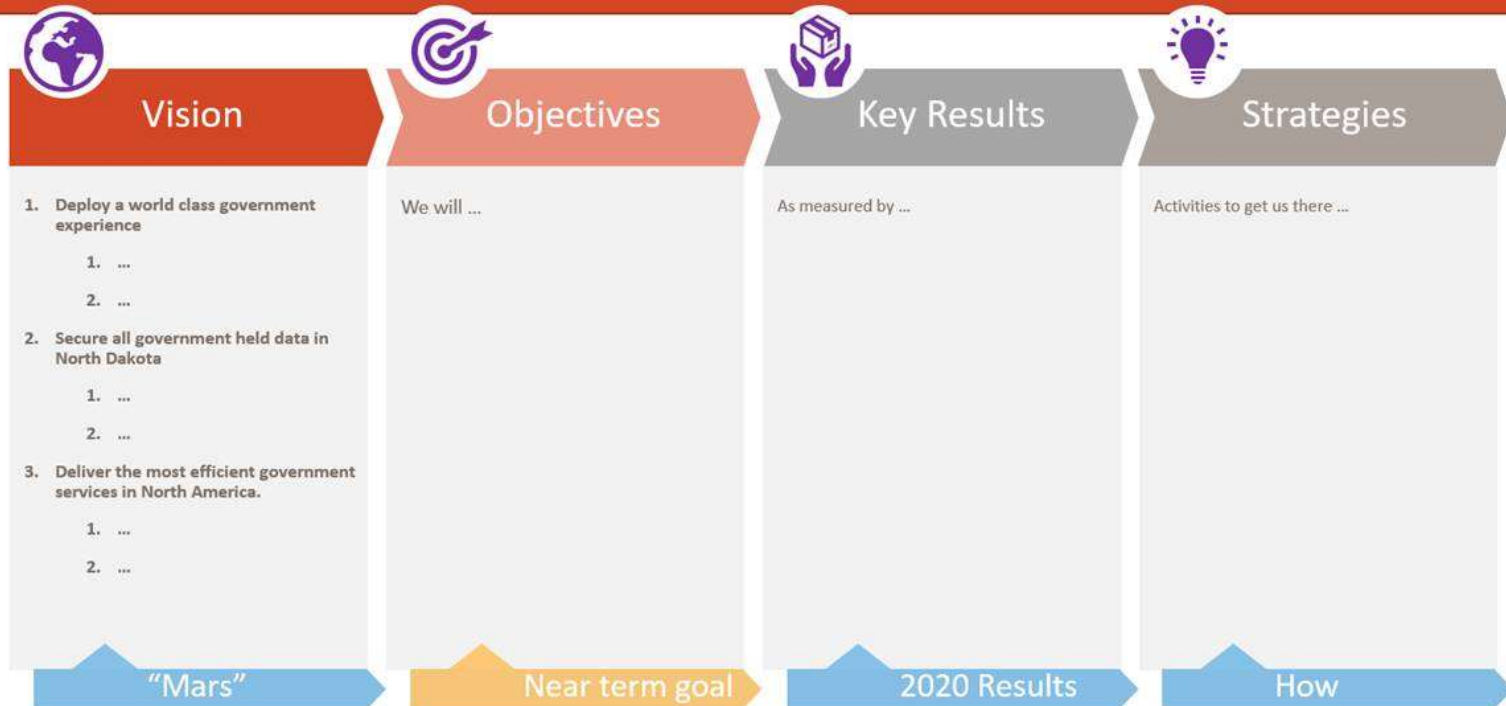 Vision
1. Deploy a world class government
experience
1. ...
2. ...
2. Secure all government held data in
North Dakota
1. ...
2. ...
3. Deliver the most efficient government
services in North America.
1. ...
2. ...
"Mars"
Objectives
We will ...
Near term goal
Key Results
As measured by ...
2020 Results
Strategies
Activities to get us there ...
How